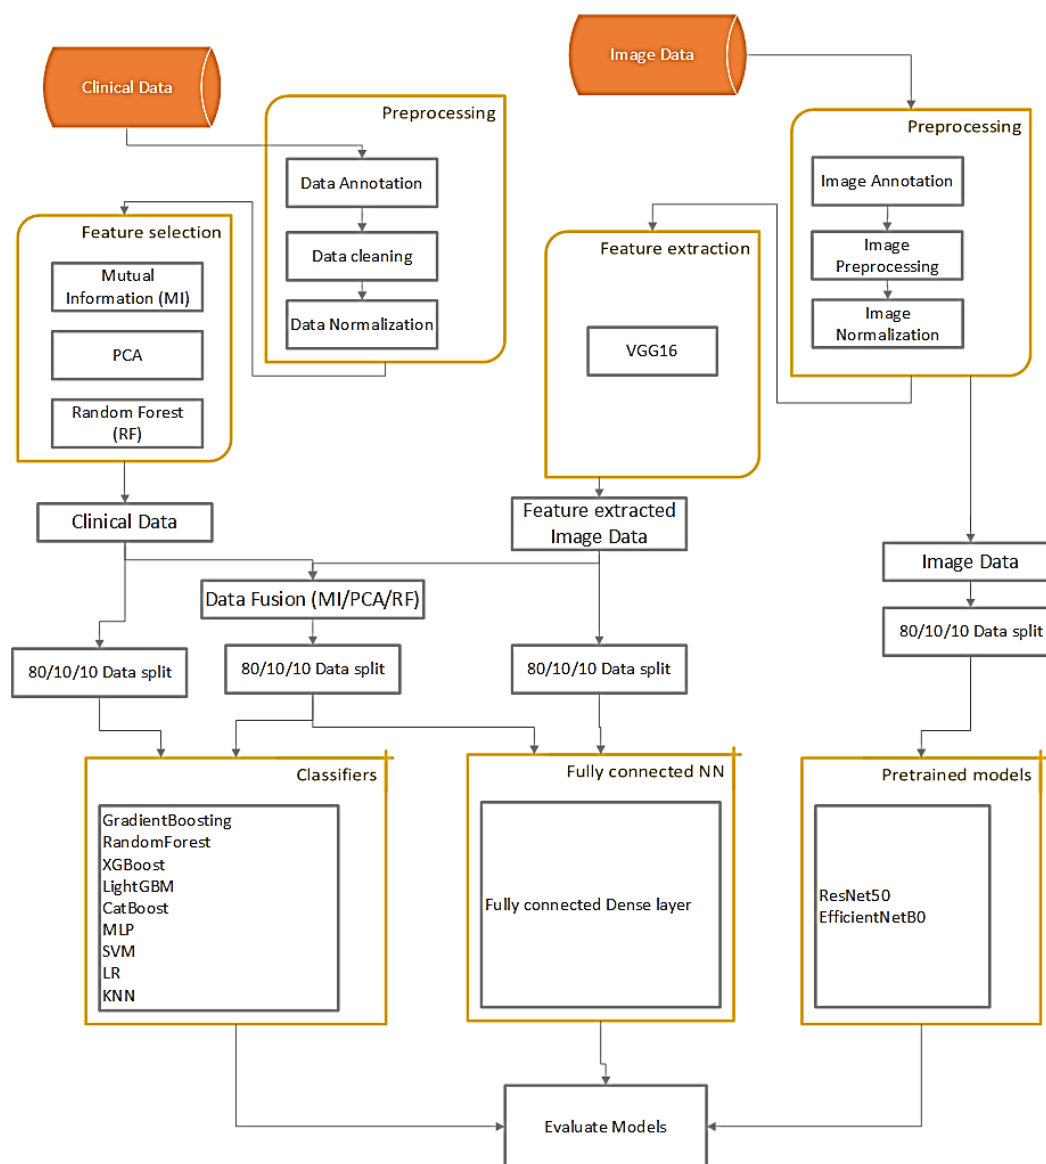 Clinical Data
Image Data
Preprocessing
Data Annotation
Data cleaning
Data Normalization
Preprocessing
Image Annotation
Image
Preprocessing
Image
Normalization
Feature selection
Mutual
Information (MI)
PCA
Random Forest
(RF)
Feature extraction
VGG16
Clinical Data
Feature extracted
Image Data
Image Data
Data Fusion (MI/PCA/RF)
80/10/10 Data split
80/10/10 Data split
80/10/10 Data split
80/10/10 Data split
Classifiers
GradientBoosting
RandomForest
XGBoost
LightGBM
CatBoost
MLP
SVM
LR
KNN
Fully connected NN
Fully connected Dense layer
Pretrained models
ResNet50
EfficientNetB0
Evaluate Models